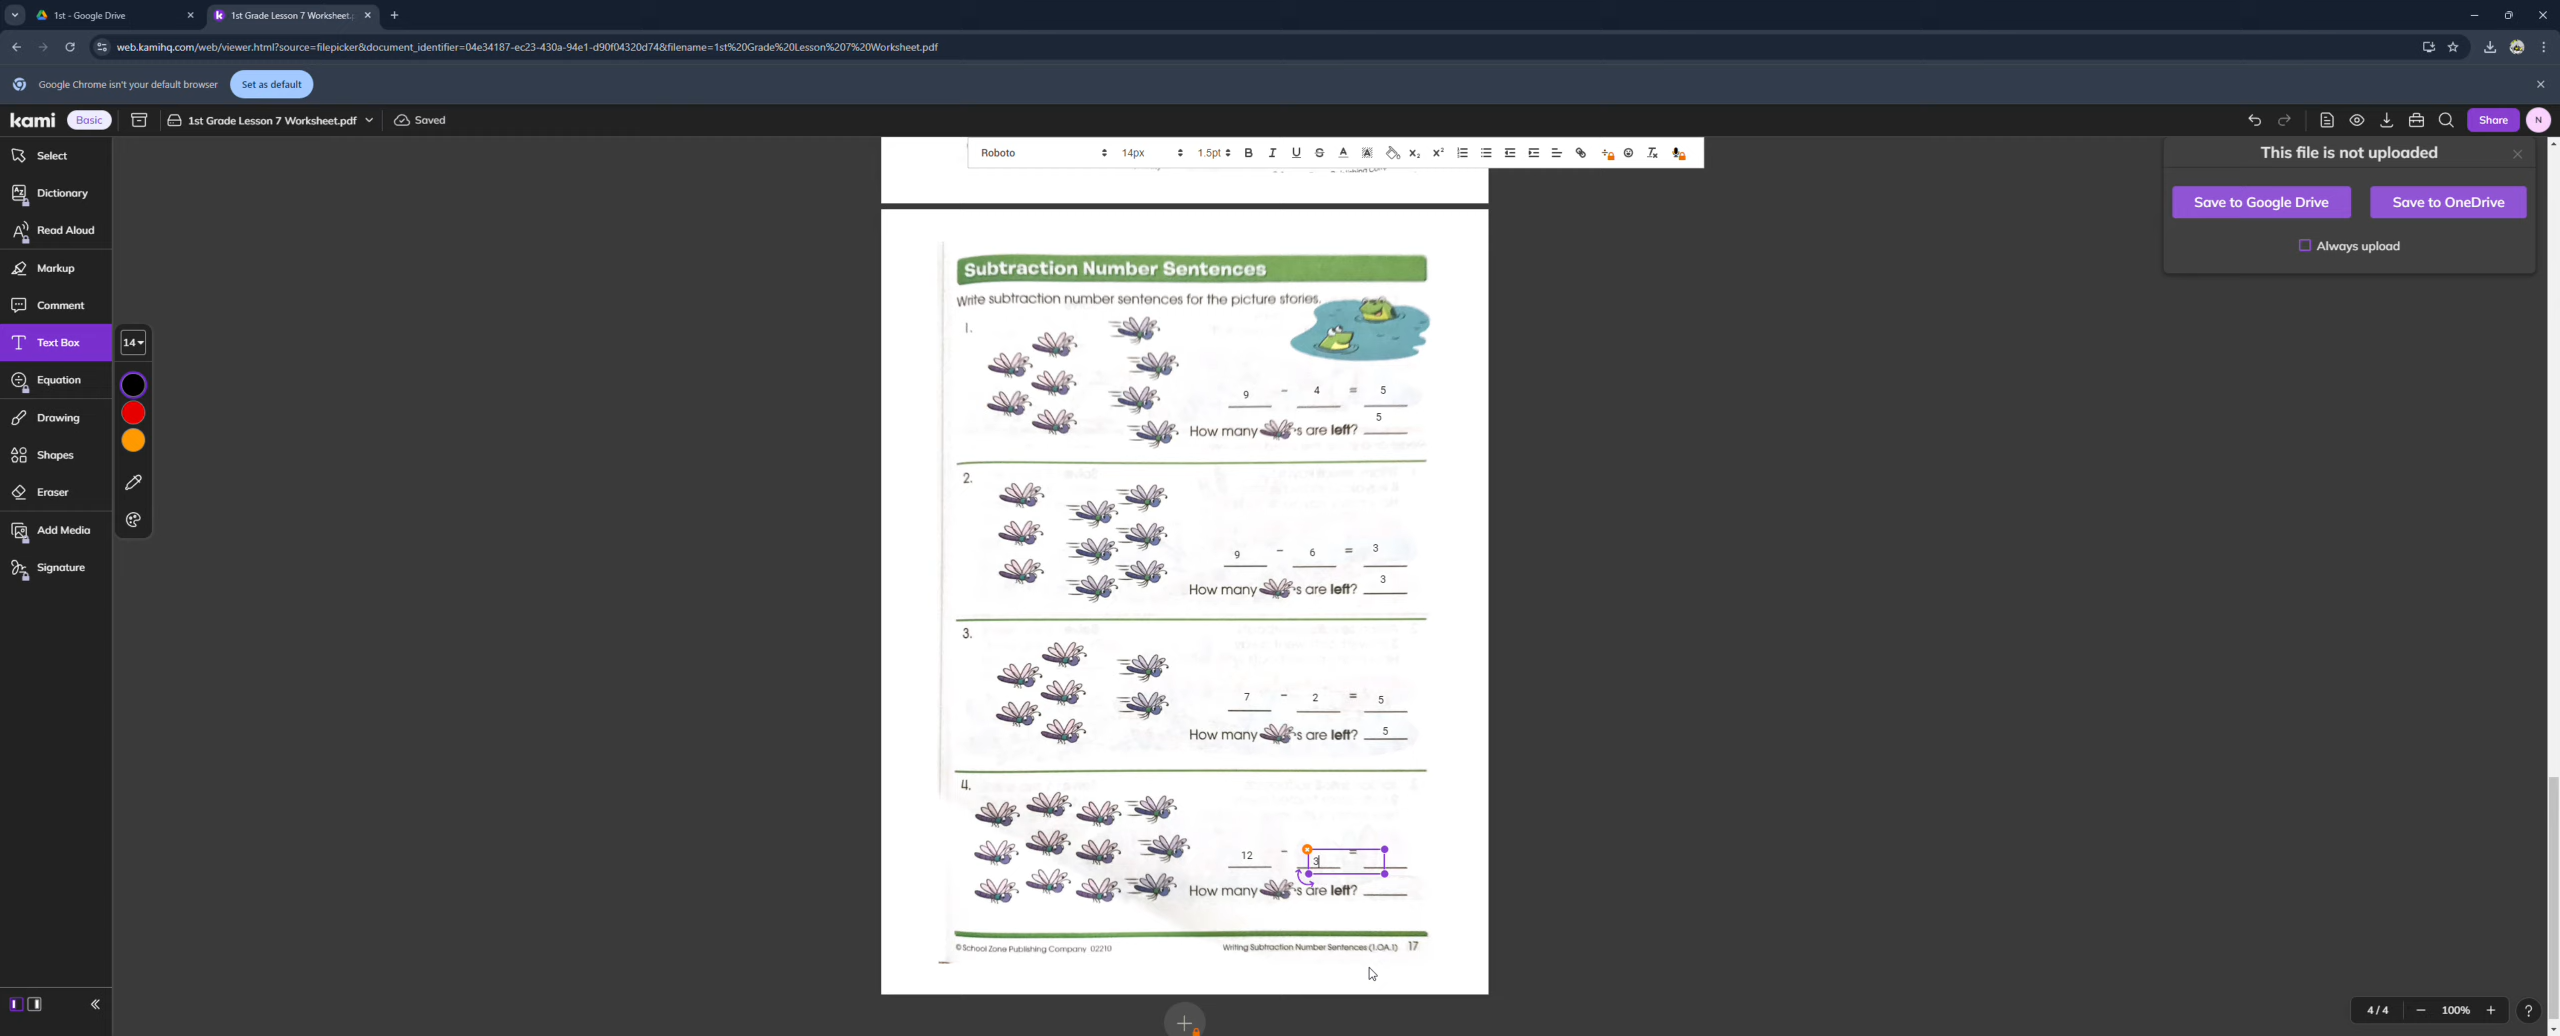 1st - Google Drive
1st Grade Lesson 7 Worksheet.
web.kamihq.com/web/viewer.html?source=filepicker&document_identifier=04e34187-ec23-430a-94e1-d90f04320d74&filename=1st%20Grade%20Lesson%207%20Worksheet.pdf
Google Chrome isn't your default browser
Set as default
kami
Basic
1st Grade Lesson 7 Worksheet.pdf
Saved
Share
N
Select
Dictionary
Read Aloud
Markup
Comment
Text Box
Equation
Drawing
Shapes
Eraser
Add Media
Signature
14
Roboto
14px
1.5pt
This file is not uploaded
Save to Google Drive
Save to OneDrive
Always upload
Subtraction Number Sentences
Write subtraction number sentences for the picture stories.
1.
9 - 4 = 5
How many 's are left? 5
2.
9 - 6 = 3
How many 's are left? 3
3.
7 - 2 = 5
How many 's are left? 5
4.
12 - 3 =
How many 's are left?
© School Zone Publishing Company 02210
Writing Subtraction Number Sentences (1.OA.1) 17
4/4
100%